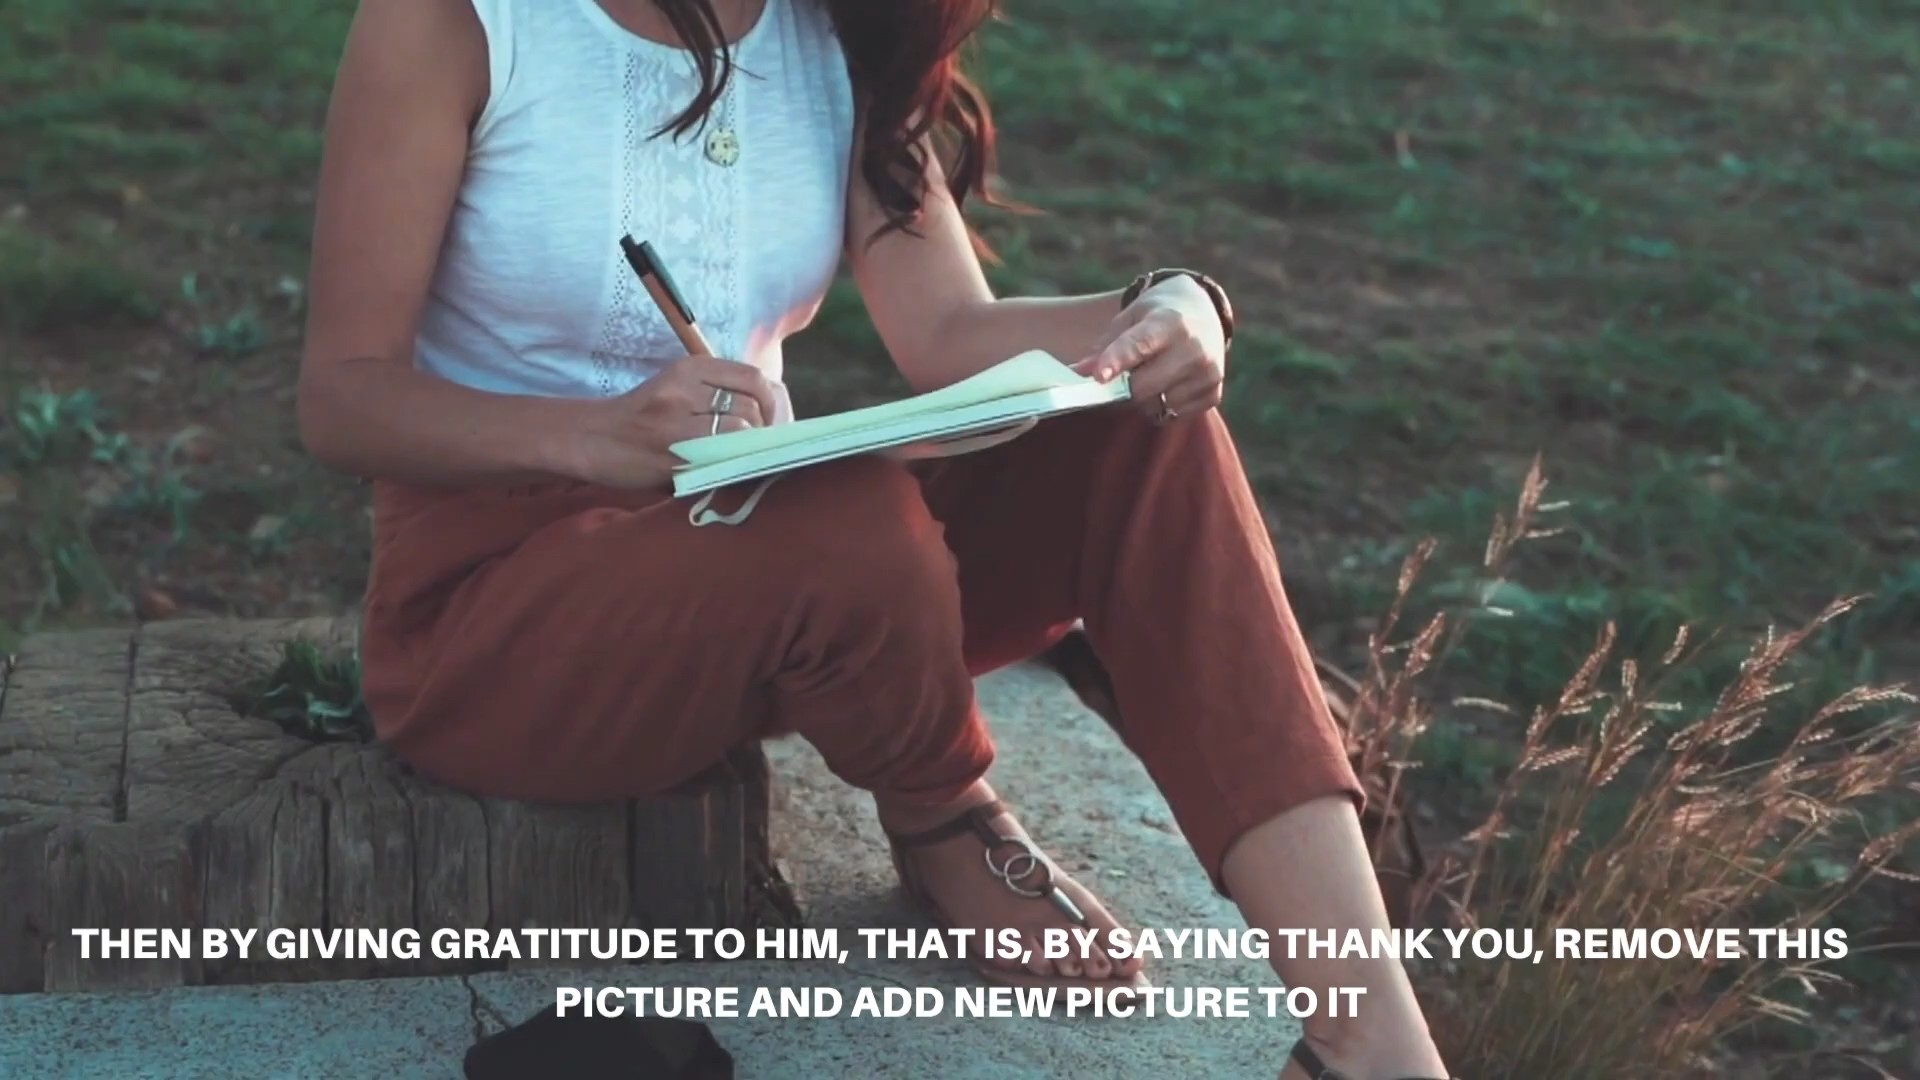 THEN BY GIVING GRATITUDE TO HIM, THAT IS, BY SAYING THANK YOU, REMOVE THIS
PICTURE AND ADD NEW PICTURE TO IT